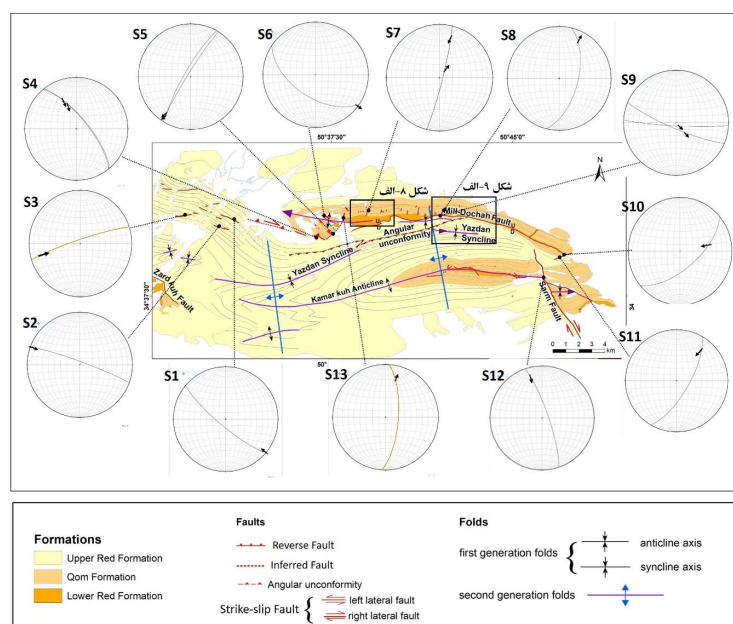 S5
S6
S7
S8
S4
S9
50°37'30"
50°45'0"
N
شکل ۸-الف
شکل ۹-الف
S3
S10
Mil-Dochah Fault
U
D
Angular
unconformity
Yazdan
Syncline
Yazdan Syncline
Zard kuh Fault
Kamar kuh Anticline
Sarm Fault
34°37'30"
34
S2
S11
0 1 2 4
km
S1
S13
50°
S12
Formations
Upper Red Formation
Qom Formation
Lower Red Formation
Faults
Reverse Fault
Inferred Fault
Angular unconformity
Strike-slip Fault
left lateral fault
right lateral fault
Folds
first generation folds
anticline axis
syncline axis
second generation folds